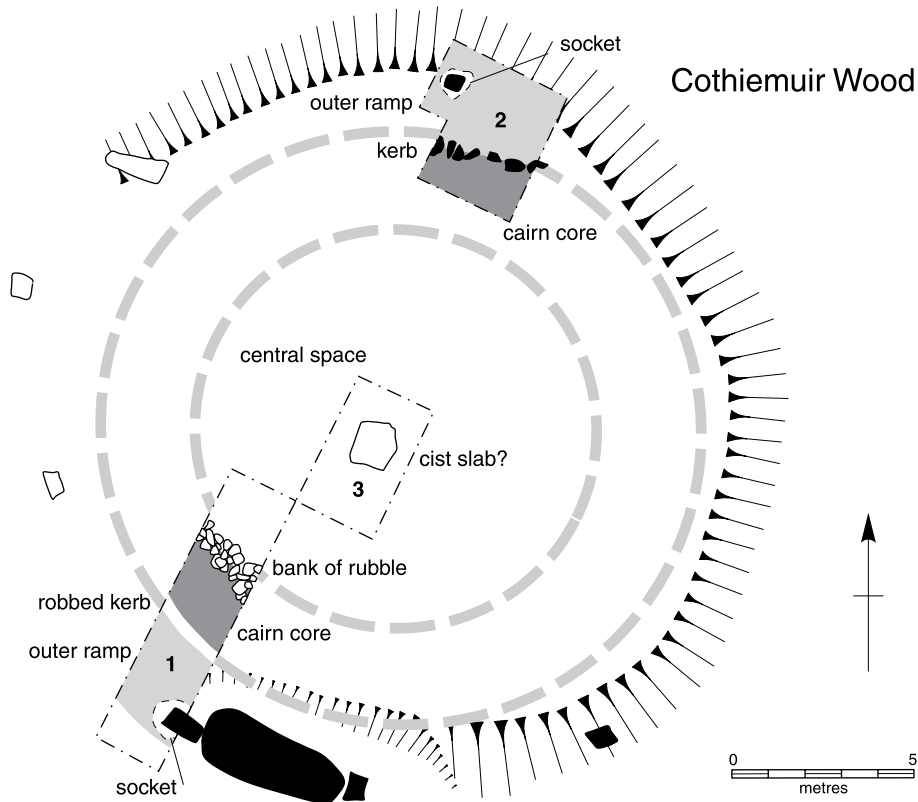 socket
Cothiemuir Wood
outer ramp
2
kerb
cairn core
central space
cist slab?
3
bank of rubble
robbed kerb
cairn core
outer ramp
1
socket
0 5
metres